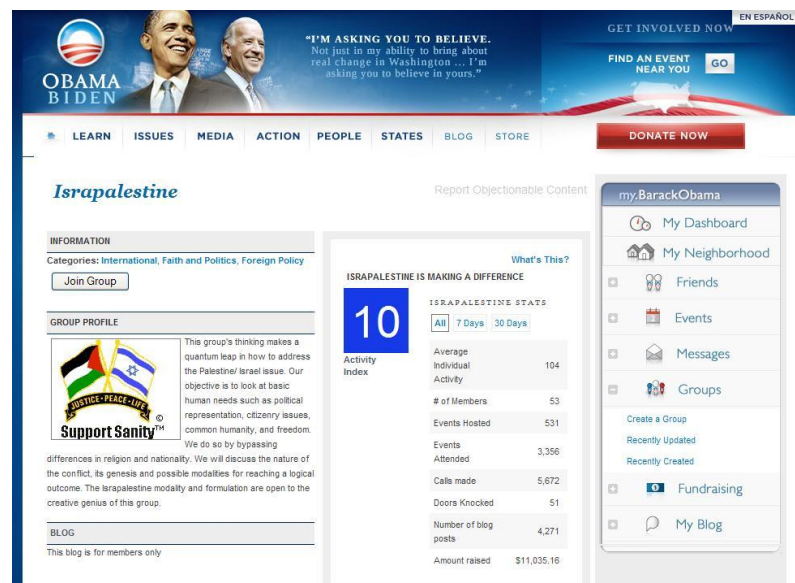 EN ESPAÑOL
OBAMA
BIDEN
"I'M ASKING YOU TO BELIEVE.
Not just in my ability to bring about
real change in Washington ... I'm
asking you to believe in yours."
GET INVOLVED NOW
FIND AN EVENT
NEAR YOU
GO
LEARN ISSUES MEDIA ACTION PEOPLE STATES BLOG STORE
DONATE NOW
Israpalestine
Report Objectionable Content
INFORMATION
Categories: International, Faith and Politics, Foreign Policy
Join Group
GROUP PROFILE
JUSTICE-PEACE-LIFE
©
Support Sanity™
This group's thinking makes a
quantum leap in how to address
the Palestine/ Israel issue. Our
objective is to look at basic
human needs such as political
representation, citizenry issues,
common humanity, and freedom.
We do so by bypassing
differences in religion and nationality. We will discuss the nature of
the conflict, its genesis and possible modalities for reaching a logical
outcome. The Israpalestine modality and formulation are open to the
creative genius of this group.
BLOG
This blog is for members only
What's This?
ISRAPALESTINE IS MAKING A DIFFERENCE
10
Activity
Index
ISRAPALESTINE STATS
All 7 Days 30 Days
Average
Individual
Activity
104
# of Members 53
Events Hosted 531
Events
Attended
3,356
Calls made 5,672
Doors Knocked 51
Number of blog
posts
4,271
Amount raised $11,035.16
my.BarackObama
My Dashboard
My Neighborhood
Friends
Events
Messages
Groups
Create a Group
Recently Updated
Recently Created
Fundraising
My Blog